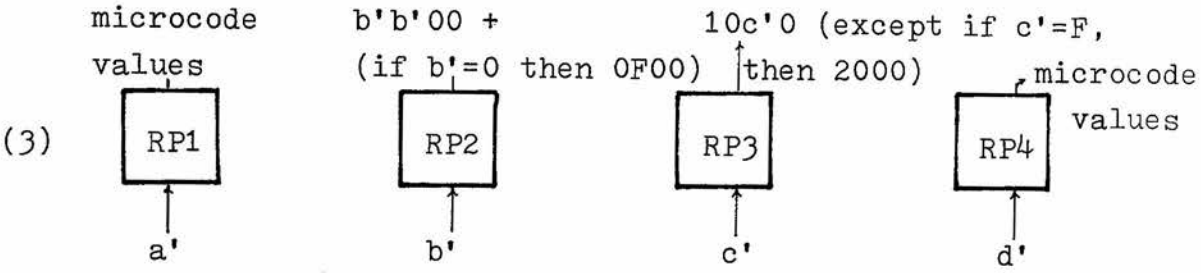 microcode b'b'00 + 10c'0 (except if c'=F,
values (if b'=0 then 0F00) then 2000) microcode
values
(3) RP1 RP2 RP3 RP4
a' b' c' d'